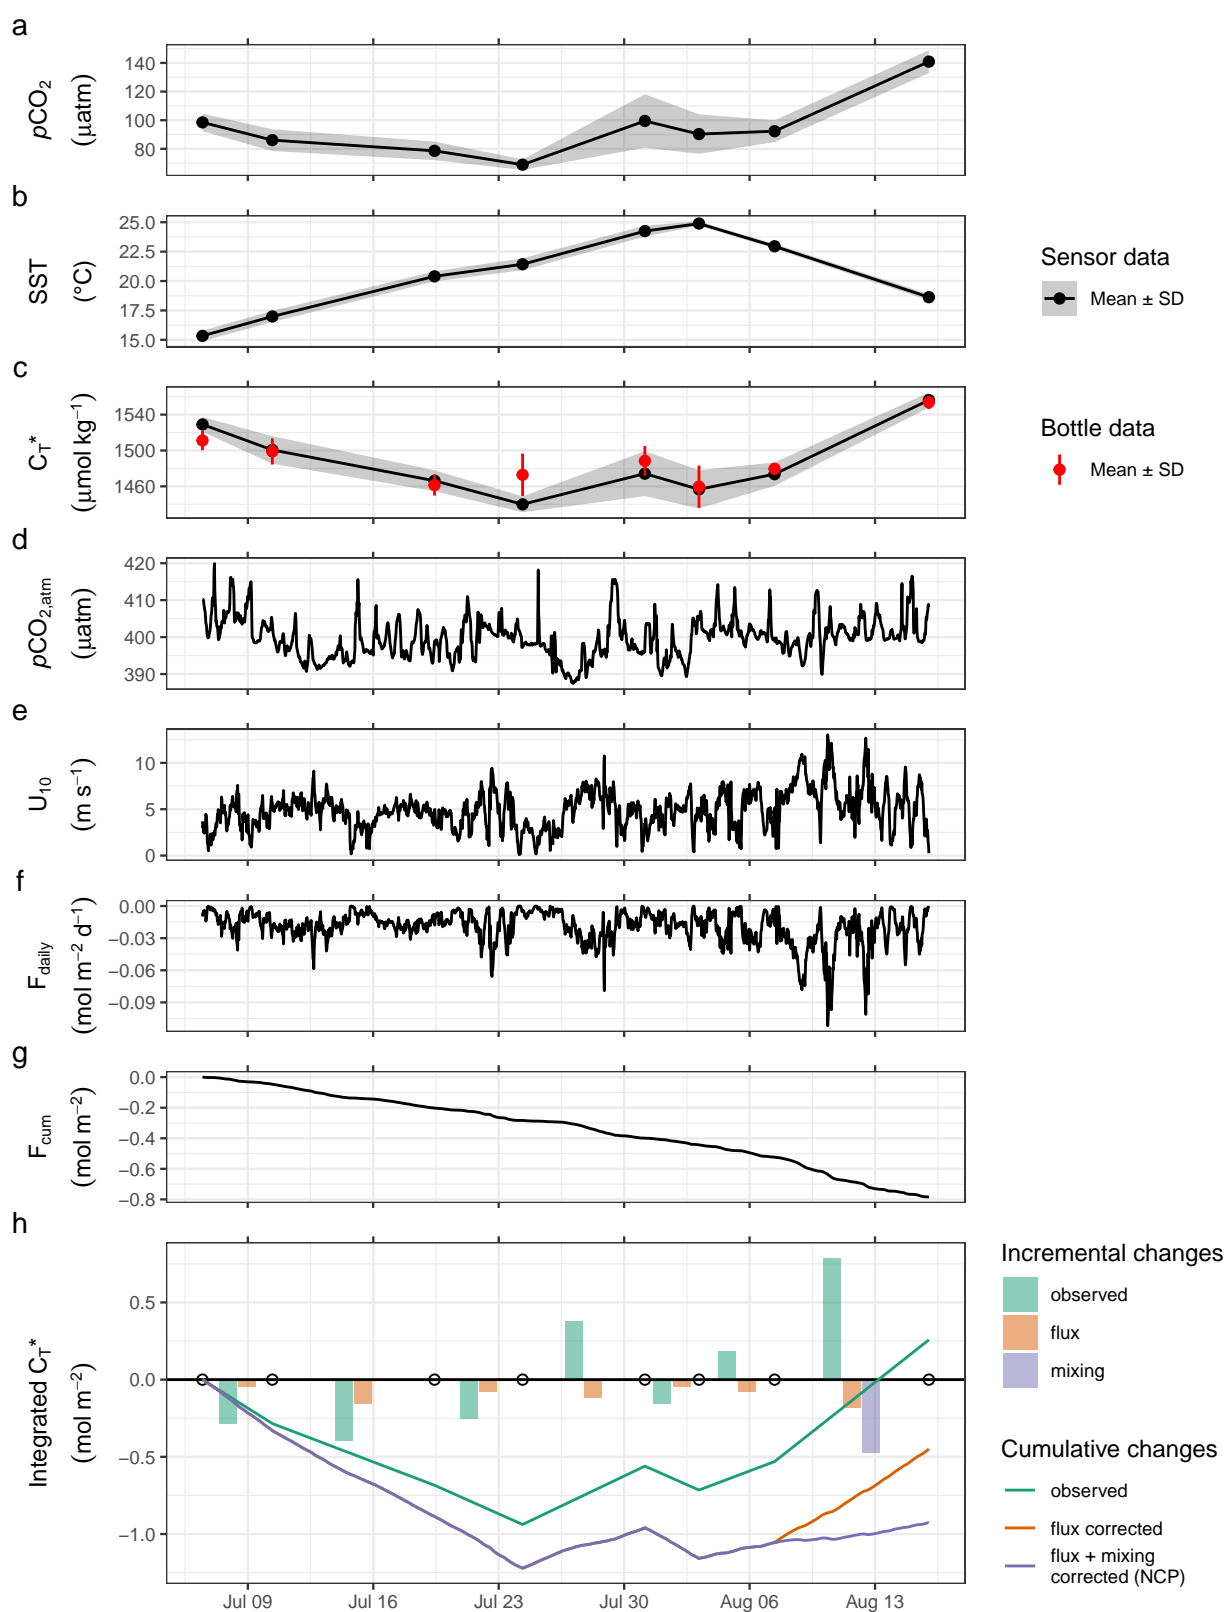 a
pCO₂
(µatm)
140
120
100
80
b
SST
(°C)
25.0
22.5
20.0
17.5
15.0
Sensor data
Mean ± SD
c
C_T*
(µmol kg⁻¹)
1540
1500
1460
Bottle data
Mean ± SD
d
pCO₂,atm
(µatm)
420
410
400
390
e
U₁₀
(m s⁻¹)
10
5
0
f
F_daily
(mol m⁻² d⁻¹)
0.00
−0.03
−0.06
−0.09
g
F_cum
(mol m⁻²)
0.0
−0.2
−0.4
−0.6
−0.8
h
Integrated C_T*
(mol m⁻²)
0.5
0.0
−0.5
−1.0
Jul 09 Jul 16 Jul 23 Jul 30 Aug 06 Aug 13
Incremental changes
observed
flux
mixing
Cumulative changes
observed
flux corrected
flux + mixing
corrected (NCP)